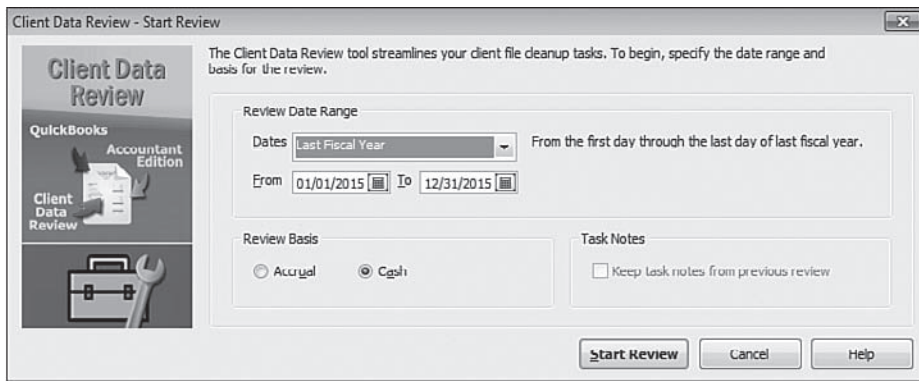 Client Data Review - Start Review
Client Data
Review
QuickBooks
Accountant
Edition
Client
Data
Review
The Client Data Review tool streamlines your client file cleanup tasks. To begin, specify the date range and
basis for the review.
Review Date Range
Dates Last Fiscal Year From the first day through the last day of last fiscal year.
From 01/01/2015 To 12/31/2015
Review Basis
Accrual Cash
Task Notes
Keep task notes from previous review
Start Review Cancel Help